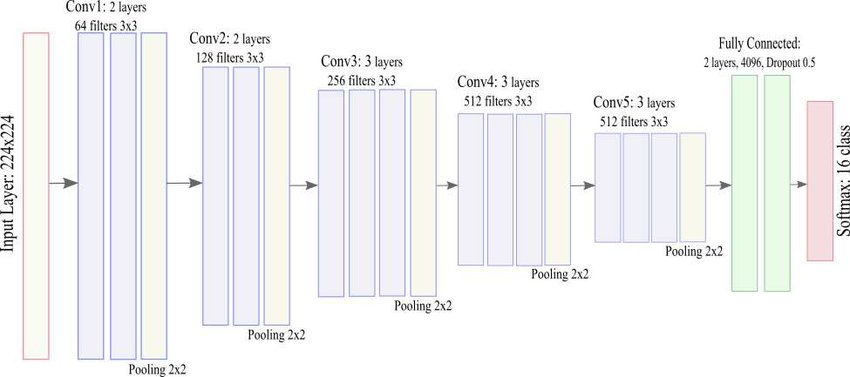 Input Layer: 224x224
Conv1: 2 layers
64 filters 3x3
Pooling 2x2
Conv2: 2 layers
128 filters 3x3
Pooling 2x2
Conv3: 3 layers
256 filters 3x3
Pooling 2x2
Conv4: 3 layers
512 filters 3x3
Pooling 2x2
Conv5: 3 layers
512 filters 3x3
Pooling 2x2
Fully Connected:
2 layers, 4096, Dropout 0.5
Softmax: 16 class